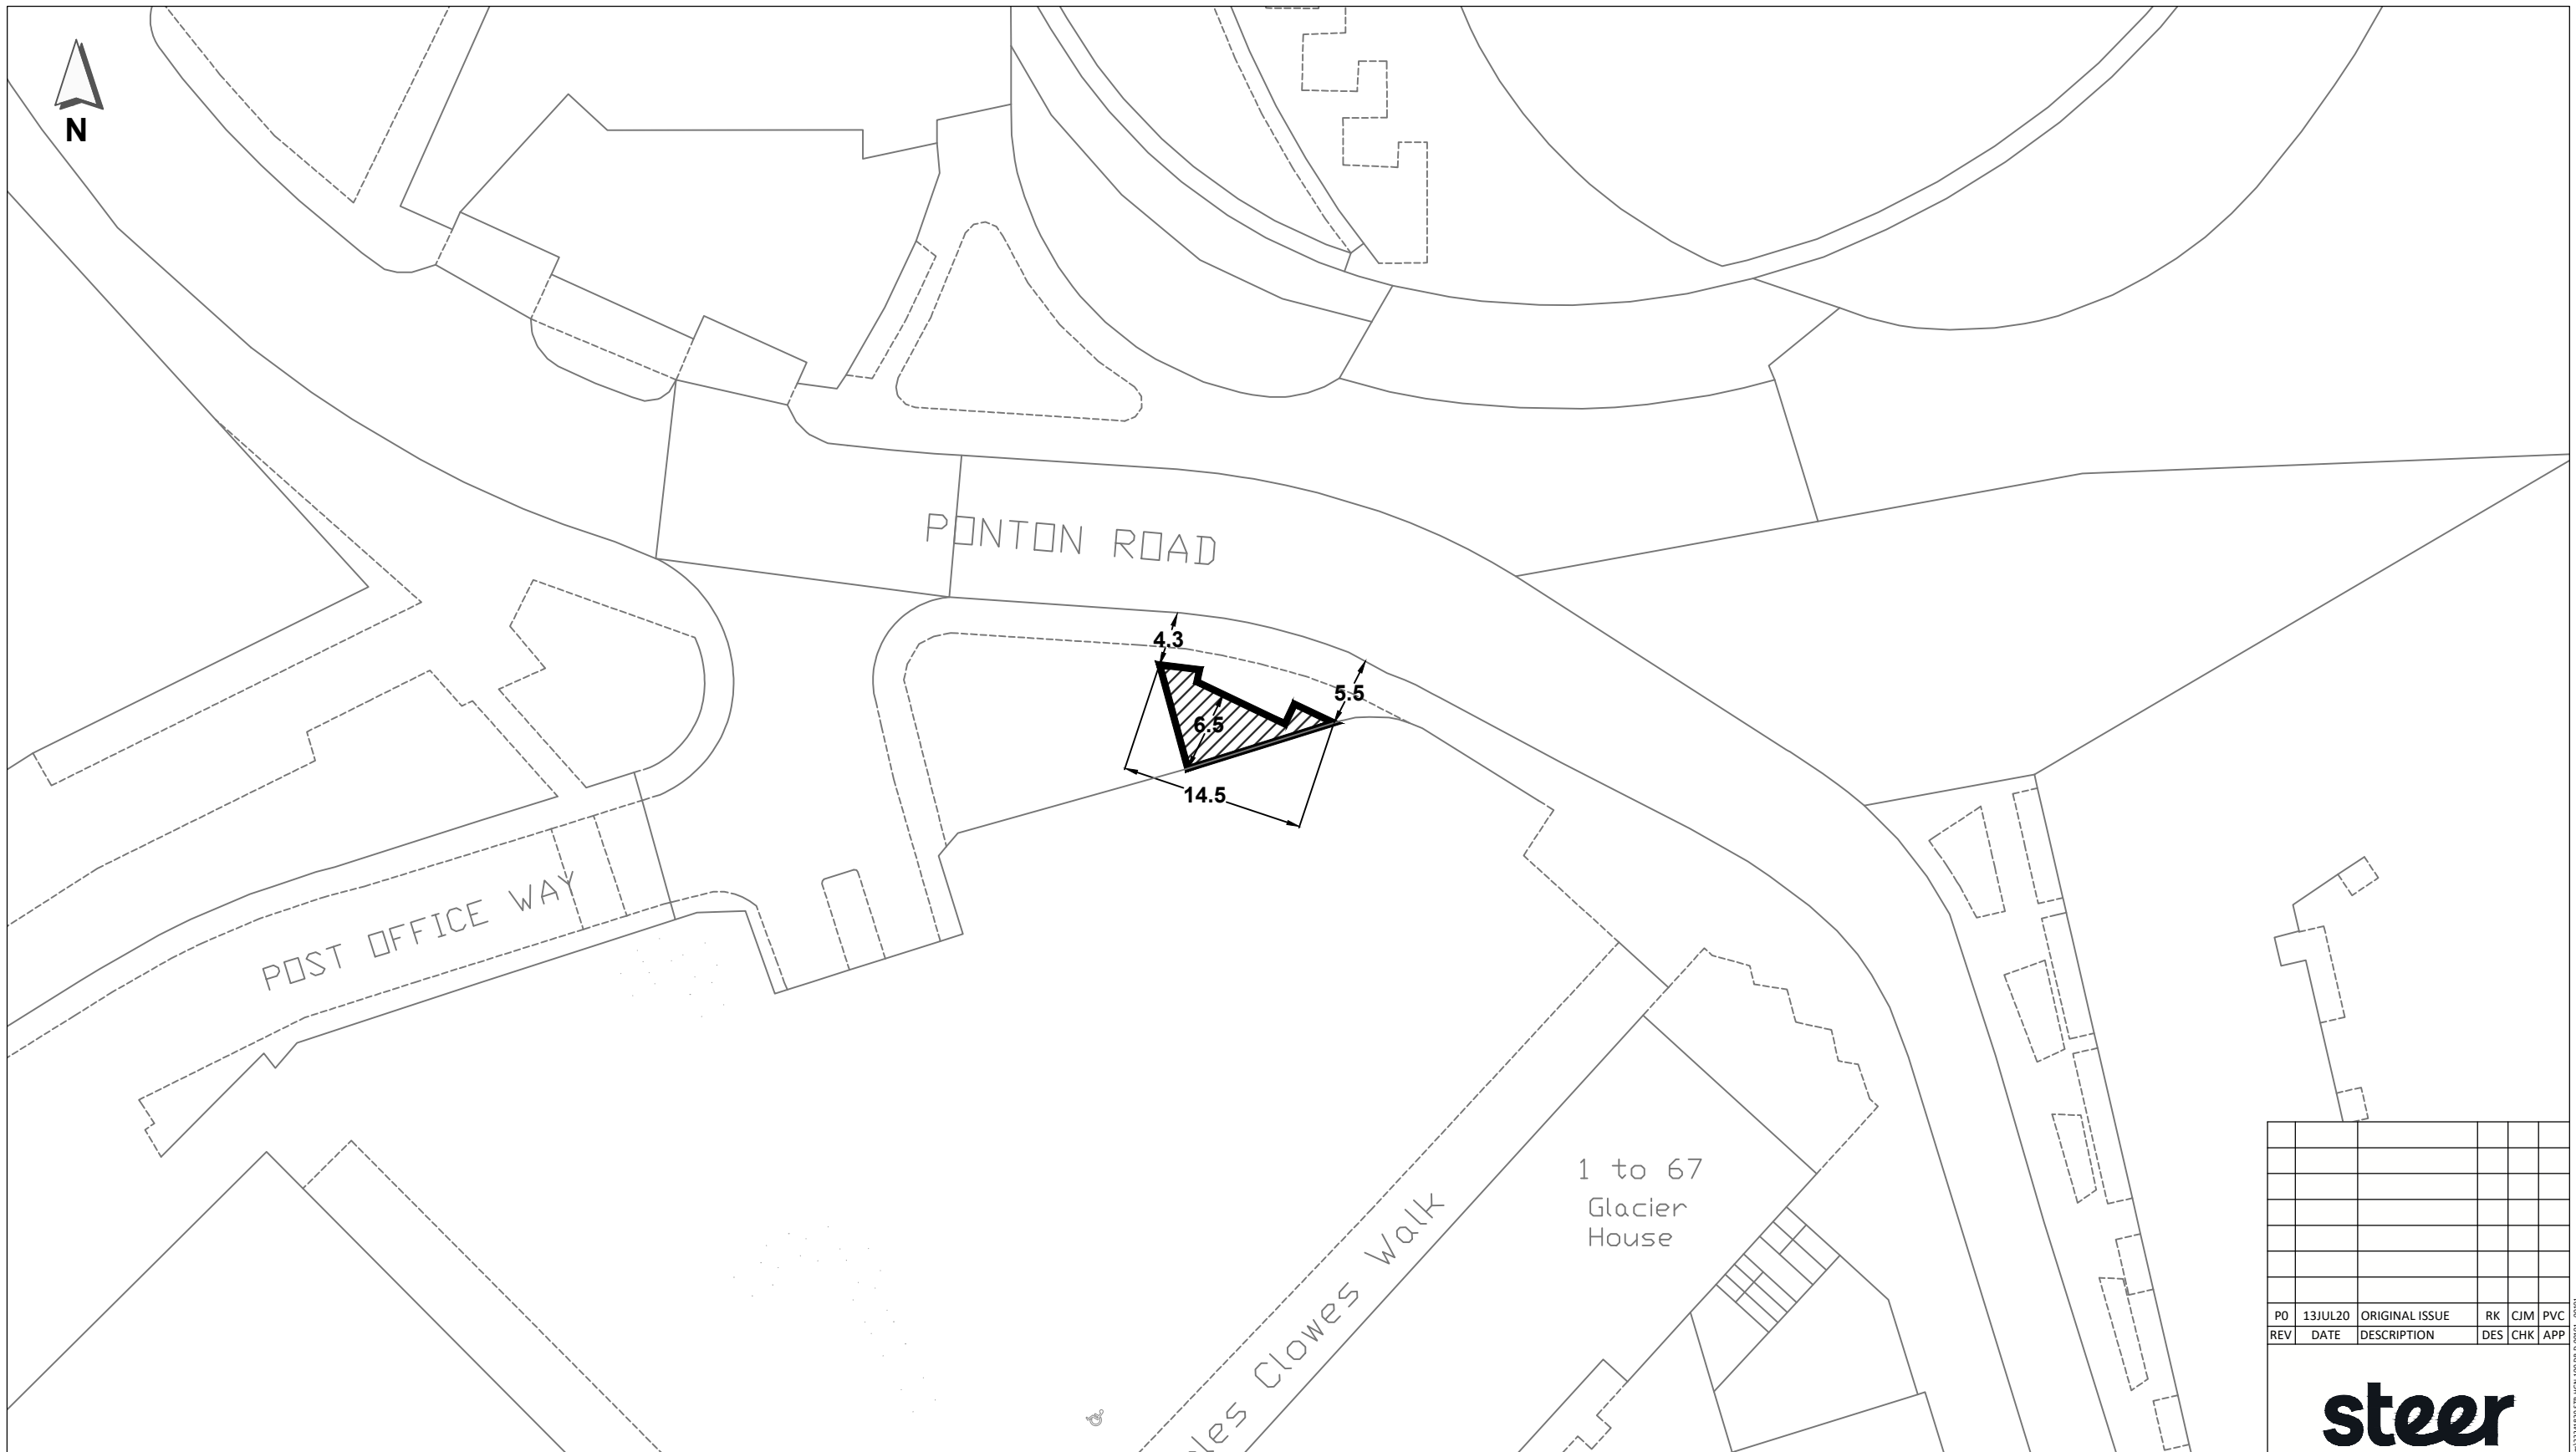 N
PONTON ROAD
4.3
5.5
6.5
14.5
POST OFFICE WAY
1 to 67
Glacier
House
les Clowes Walk
P0 13JUL20 ORIGINAL ISSUE RK CJM PVC
REV DATE DESCRIPTION DES CHK APP
steer